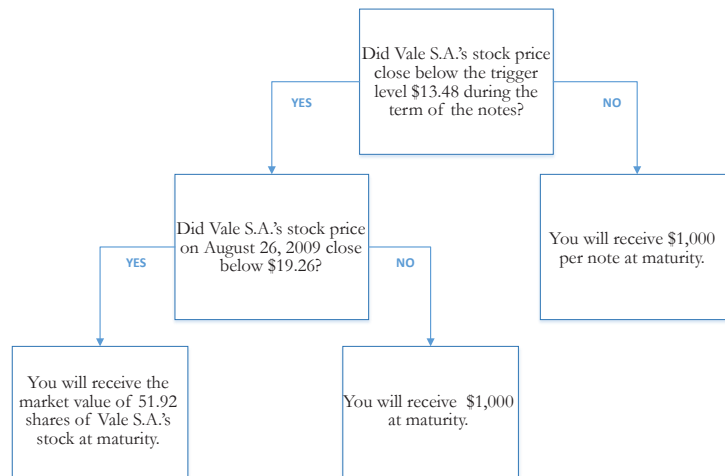 Did Vale S.A.'s stock price
close below the trigger
level $13.48 during the
term of the notes?
YES
NO
Did Vale S.A.'s stock price
on August 26, 2009 close
below $19.26?
You will receive $1,000
per note at maturity.
YES
NO
You will receive the
market value of 51.92
shares of Vale S.A.'s
stock at maturity.
You will receive $1,000
at maturity.